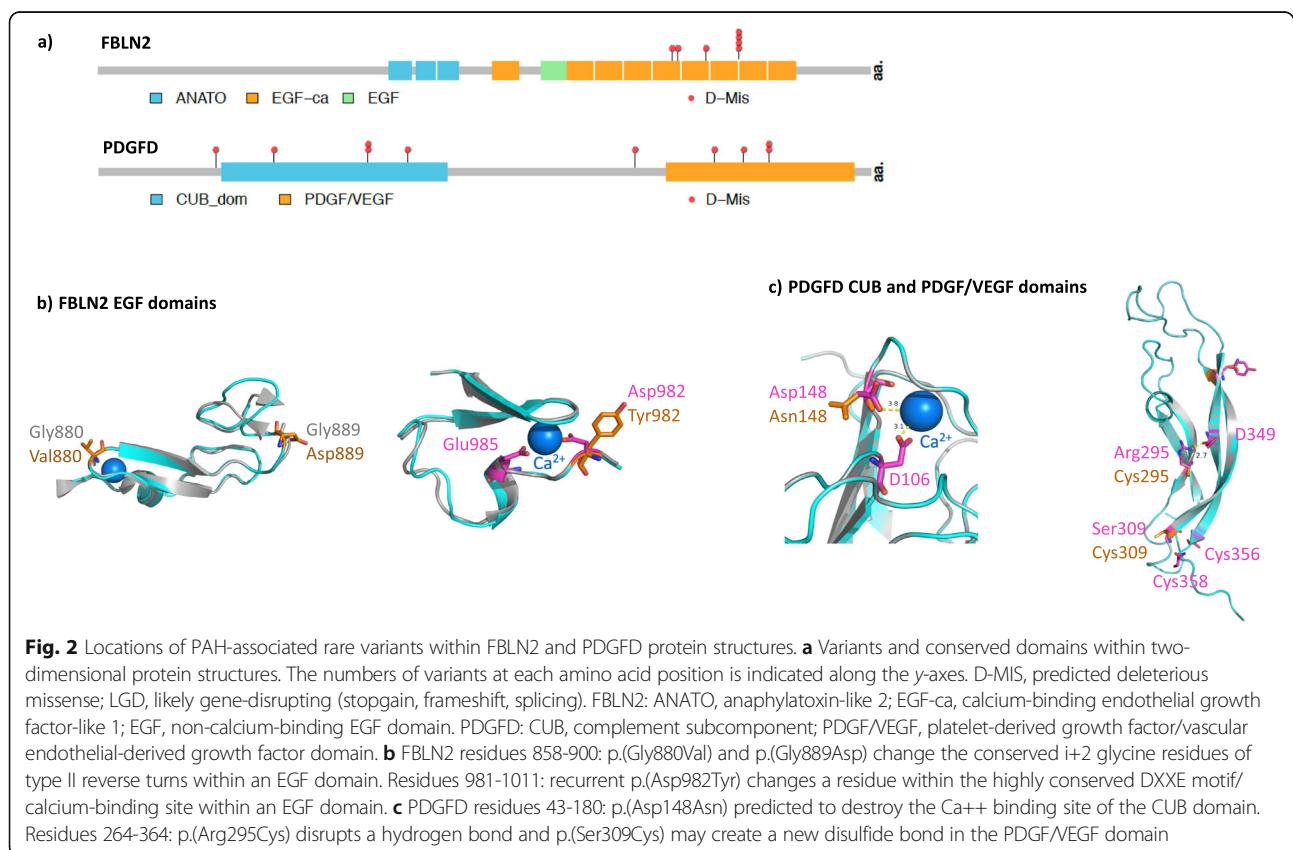 a)
FBLN2
aa.
ANATO EGF-ca EGF D-Mis
PDGFD
aa.
CUB_dom PDGF/VEGF D-Mis
b) FBLN2 EGF domains
Gly880
Val880
Gly889
Asp889
Asp982
Tyr982
Glu985
Ca2+
c) PDGFD CUB and PDGF/VEGF domains
Asp148
Asn148
3.8
3.1
Ca2+
D106
D349
Arg295
2.7
Cys295
Ser309
Cys309
Cys356
Cys358
Fig. 2 Locations of PAH-associated rare variants within FBLN2 and PDGFD protein structures. a Variants and conserved domains within two-
dimensional protein structures. The numbers of variants at each amino acid position is indicated along the y-axes. D-MIS, predicted deleterious
missense; LGD, likely gene-disrupting (stopgain, frameshift, splicing). FBLN2: ANATO, anaphylatoxin-like 2; EGF-ca, calcium-binding endothelial growth
factor-like 1; EGF, non-calcium-binding EGF domain. PDGFD: CUB, complement subcomponent; PDGF/VEGF, platelet-derived growth factor/vascular
endothelial-derived growth factor domain. b FBLN2 residues 858-900: p.(Gly880Val) and p.(Gly889Asp) change the conserved i+2 glycine residues of
type II reverse turns within an EGF domain. Residues 981-1011: recurrent p.(Asp982Tyr) changes a residue within the highly conserved DXXE motif/
calcium-binding site within an EGF domain. c PDGFD residues 43-180: p.(Asp148Asn) predicted to destroy the Ca++ binding site of the CUB domain.
Residues 264-364: p.(Arg295Cys) disrupts a hydrogen bond and p.(Ser309Cys) may create a new disulfide bond in the PDGF/VEGF domain